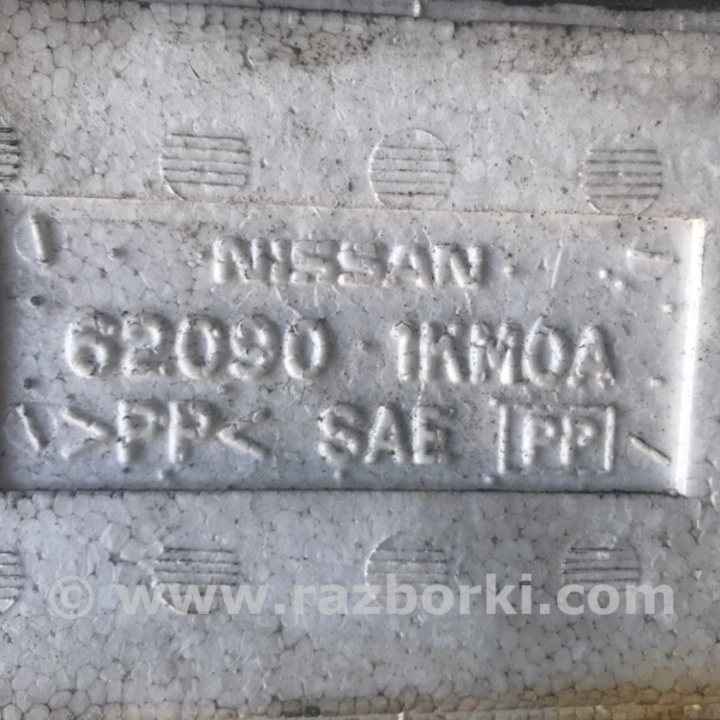 NISSAN
62090 1KM0A
>PP< SAE PP
© www.razborki.com